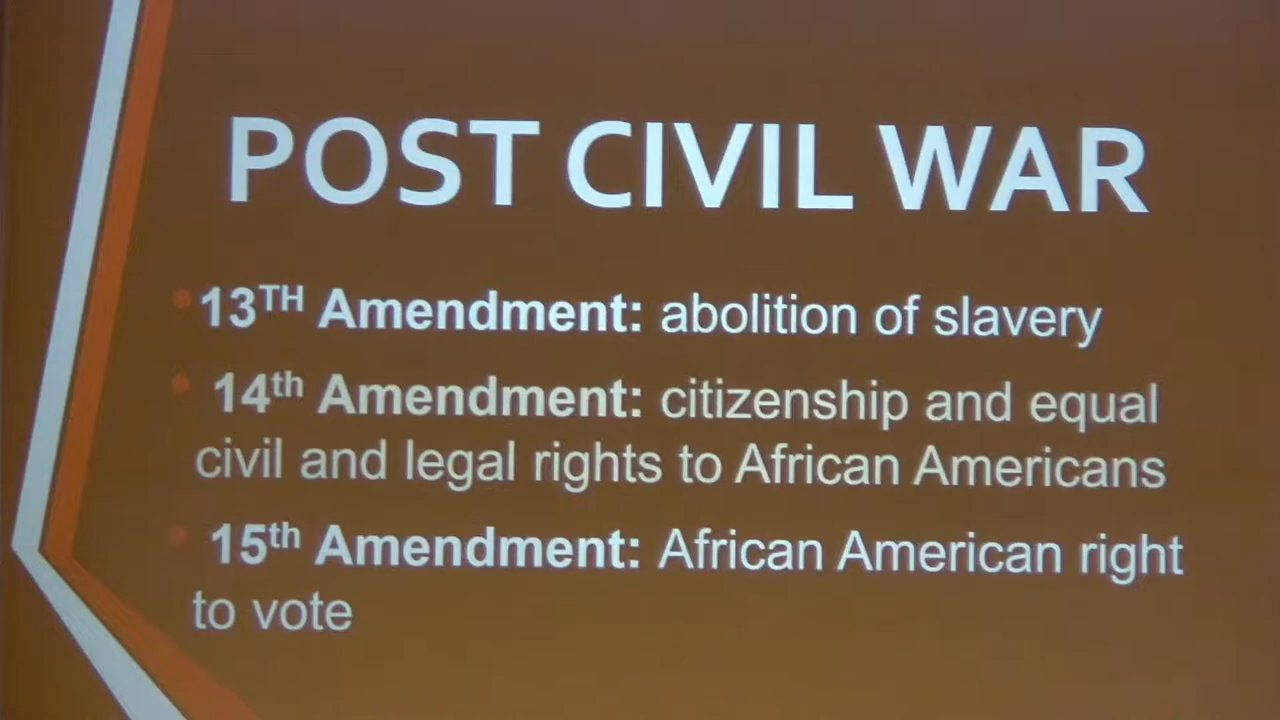 POST CIVIL WAR
• 13TH Amendment: abolition of slavery
• 14th Amendment: citizenship and equal
civil and legal rights to African Americans
• 15th Amendment: African American right
to vote